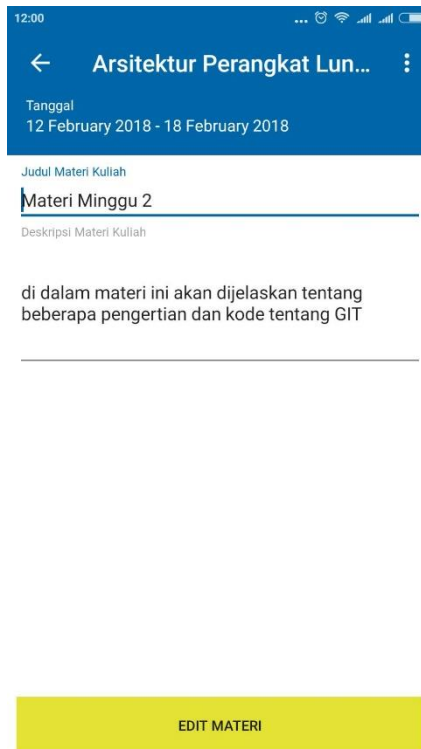 12:00
Arsitektur Perangkat Lun...
Tanggal
12 February 2018 - 18 February 2018
Judul Materi Kuliah
Materi Minggu 2
Deskripsi Materi Kuliah
di dalam materi ini akan dijelaskan tentang
beberapa pengertian dan kode tentang GIT
EDIT MATERI